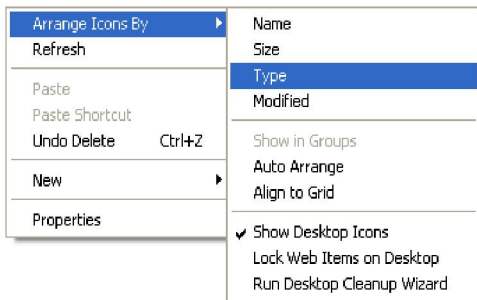 Arrange Icons By
Refresh
Paste
Paste Shortcut
Undo Delete Ctrl+Z
New
Properties
Name
Size
Type
Modified
Show in Groups
Auto Arrange
Align to Grid
Show Desktop Icons
Lock Web Items on Desktop
Run Desktop Cleanup Wizard